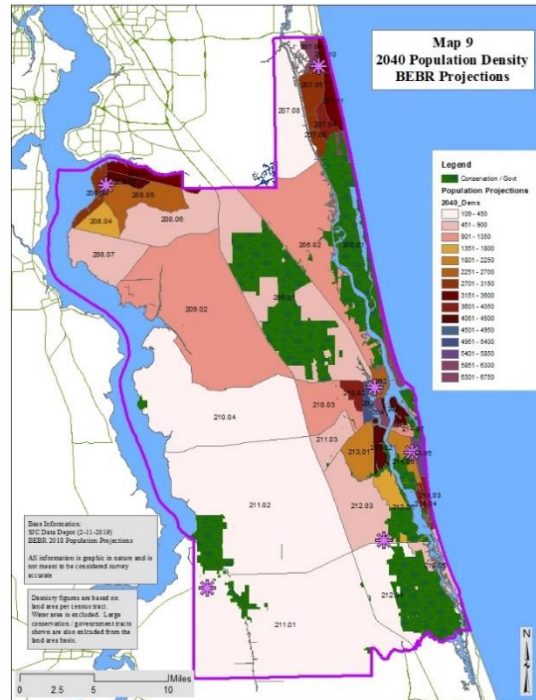 Map 9
2040 Population Density
BEBR Projections
Legend
Conservation / Govt
Population Projections
2040_Dens
109 - 450
451 - 900
901 - 1350
1351 - 1800
1801 - 2250
2251 - 2700
2701 - 3150
3151 - 3600
3601 - 4050
4051 - 4500
4501 - 4950
4951 - 5400
5401 - 5850
5851 - 6300
6301 - 6750
207.08
208.05
208.04
208.06
208.07
209.02
210.04
210.03
211.03
213.01
212.03
211.02
211.01
Base Information:
SJC Data Depot (2-11-2019)
BEBR 2018 Population Projections
All information is graphic in nature and is
not meant to be considered survey
accurate
Desnisty figures are based on
land area per census tract.
Water area is excluded. Large
conservation / government tracts
shown are also exlcuded from the
land area basis.
0 2.5 5 10
Miles
N